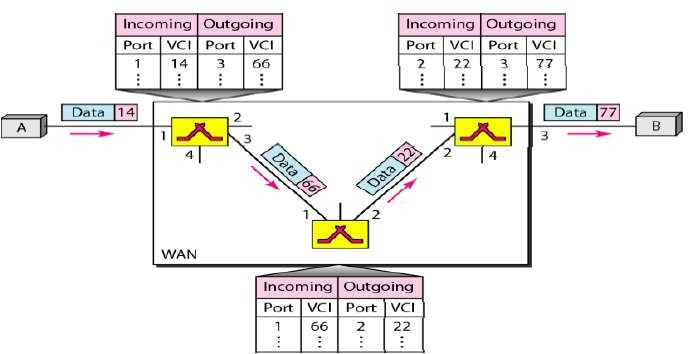 Incoming Outgoing
Port VCI Port VCI
1 14 3 66
Incoming Outgoing
Port VCI Port VCI
2 22 3 77
A
Data 14
1
2
3
4
Data 66
1
2
Data 22
1
2
4
3
Data 77
B
WAN
Incoming Outgoing
Port VCI Port VCI
1 66 2 22